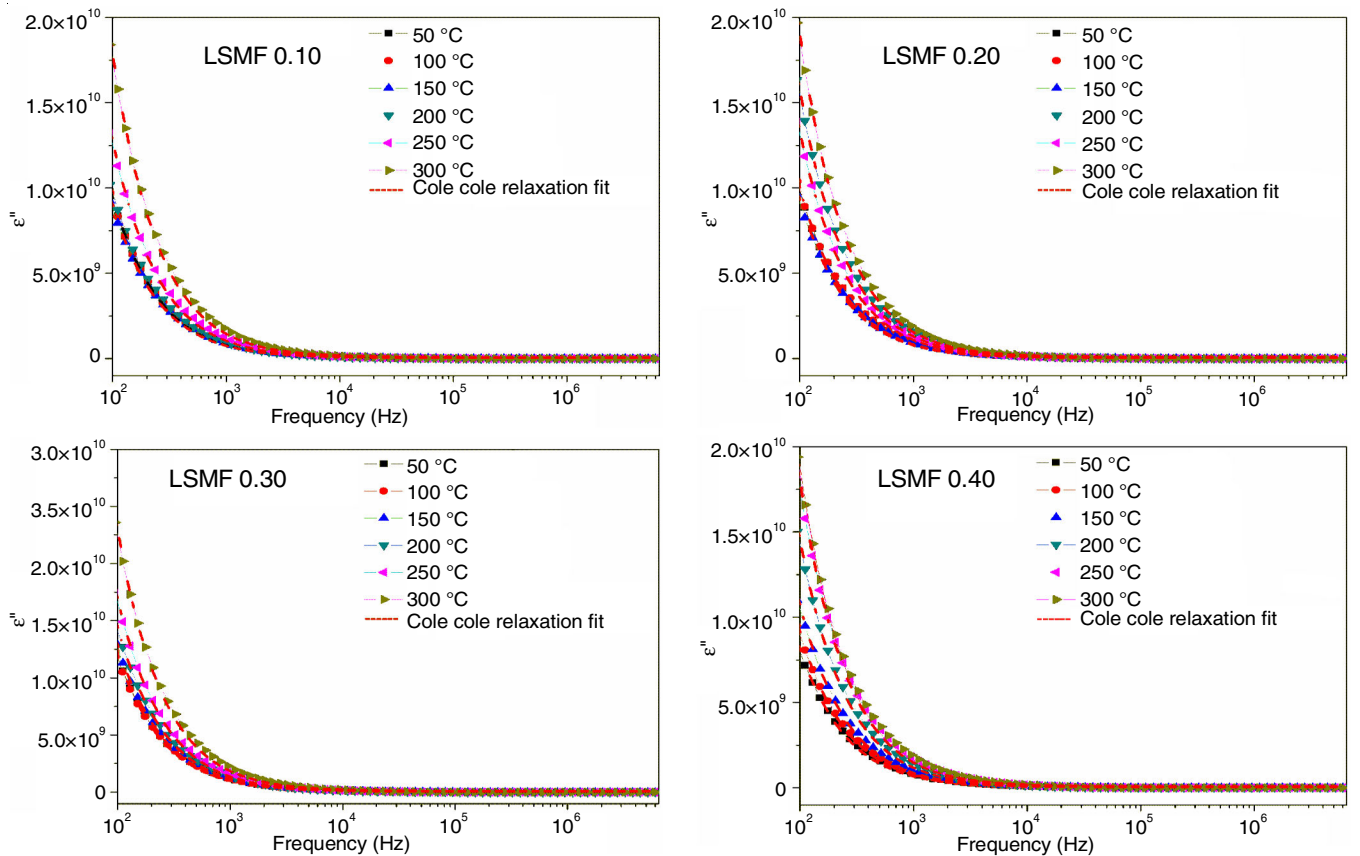 LSMF 0.10
2.0×10¹⁰
1.5×10¹⁰
1.0×10¹⁰
5.0×10⁹
0
ε"
50 °C
100 °C
150 °C
200 °C
250 °C
300 °C
Cole cole relaxation fit
10² 10³ 10⁴ 10⁵ 10⁶
Frequency (Hz)
LSMF 0.20
2.0×10¹⁰
1.5×10¹⁰
1.0×10¹⁰
5.0×10⁹
0
ε"
50 °C
100 °C
150 °C
200 °C
250 °C
300 °C
Cole cole relaxation fit
10² 10³ 10⁴ 10⁵ 10⁶
Frequency (Hz)
LSMF 0.30
3.0×10¹⁰
3.5×10¹⁰
2.0×10¹⁰
1.5×10¹⁰
1.0×10¹⁰
5.0×10⁹
0
ε"
50 °C
100 °C
150 °C
200 °C
250 °C
300 °C
Cole cole relaxation fit
10² 10³ 10⁴ 10⁵ 10⁶
Frequency (Hz)
LSMF 0.40
2.0×10¹⁰
1.5×10¹⁰
1.0×10¹⁰
5.0×10⁹
0
ε"
50 °C
100 °C
150 °C
200 °C
250 °C
300 °C
Cole cole relaxation fit
10² 10³ 10⁴ 10⁵ 10⁶
Frequency (Hz)